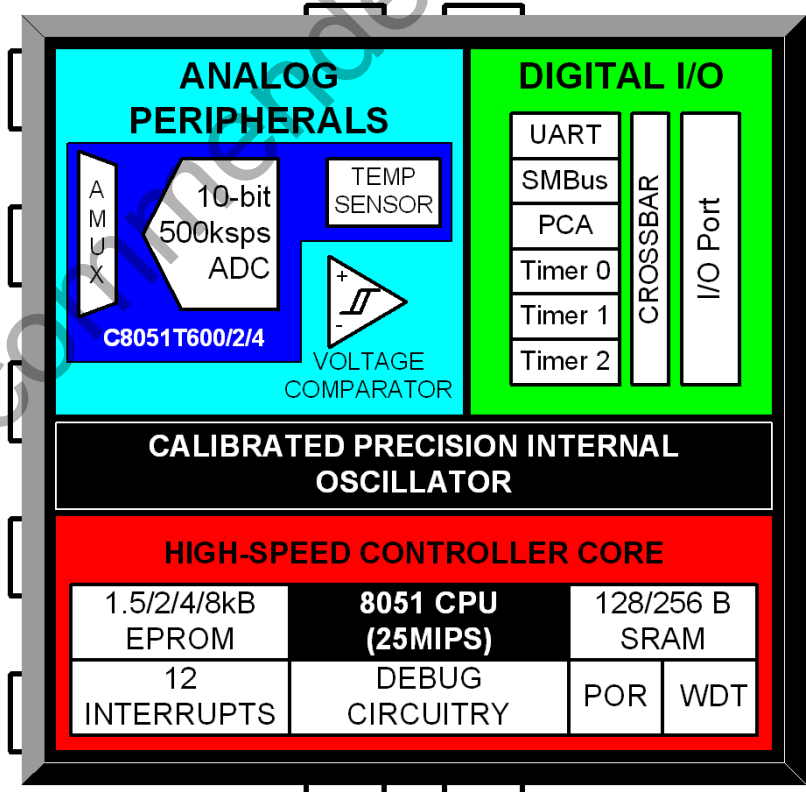 ANALOG
PERIPHERALS
A
M
U
X
10-bit
500ksps
ADC
TEMP
SENSOR
C8051T600/2/4
+
-
VOLTAGE
COMPARATOR
DIGITAL I/O
UART
SMBus
PCA
Timer 0
Timer 1
Timer 2
CROSSBAR
I/O Port
CALIBRATED PRECISION INTERNAL
OSCILLATOR
HIGH-SPEED CONTROLLER CORE
1.5/2/4/8kB
EPROM
8051 CPU
(25MIPS)
128/256 B
SRAM
12
INTERRUPTS
DEBUG
CIRCUITRY
POR
WDT